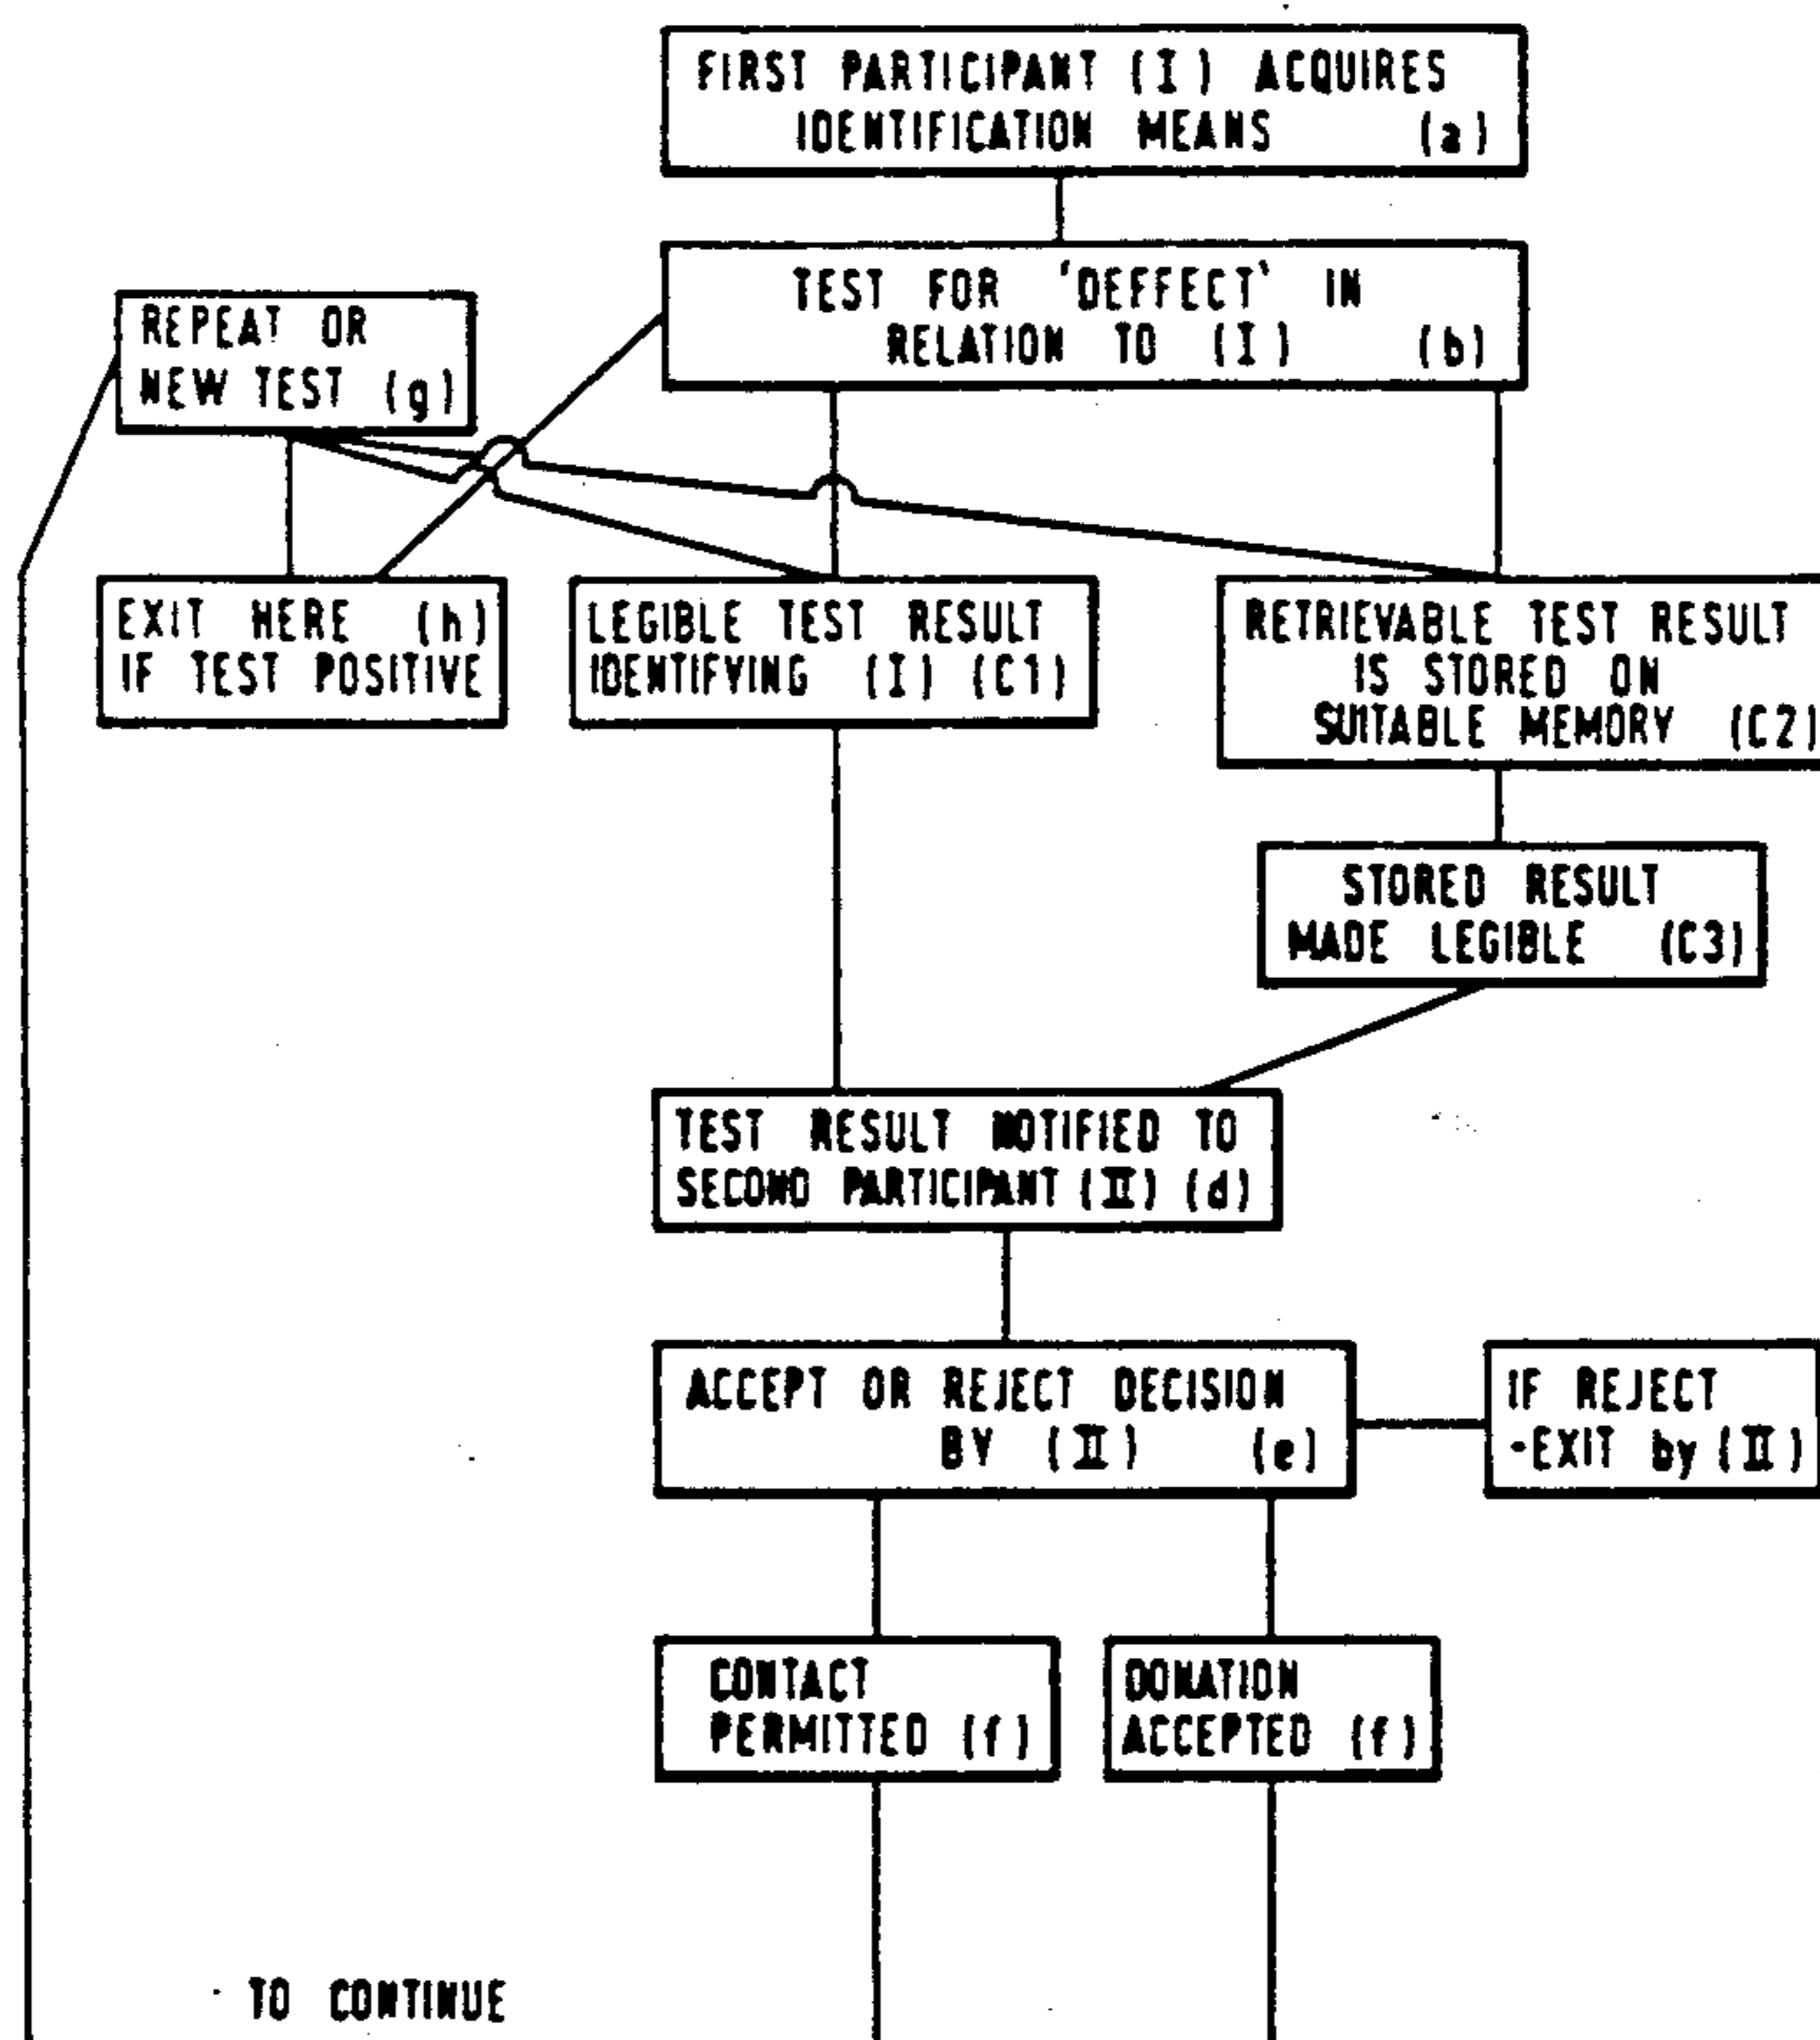 FIRST PARTICIPANT (I) ACQUIRES
IDENTIFICATION MEANS (a)
TEST FOR 'DEFFECT' IN
RELATION TO (I) (b)
REPEAT OR
NEW TEST (g)
EXIT HERE (h)
IF TEST POSITIVE
LEGIBLE TEST RESULT
IDENTIFYING (I) (C1)
RETRIEVABLE TEST RESULT
IS STORED ON
SUITABLE MEMORY (C2)
STORED RESULT
MADE LEGIBLE (C3)
TEST RESULT NOTIFIED TO
SECOND PARTICIPANT (II) (d)
ACCEPT OR REJECT DECISION
BY (II) (e)
IF REJECT
-EXIT by (II)
CONTACT
PERMITTED (f)
DONATION
ACCEPTED (f)
TO CONTINUE